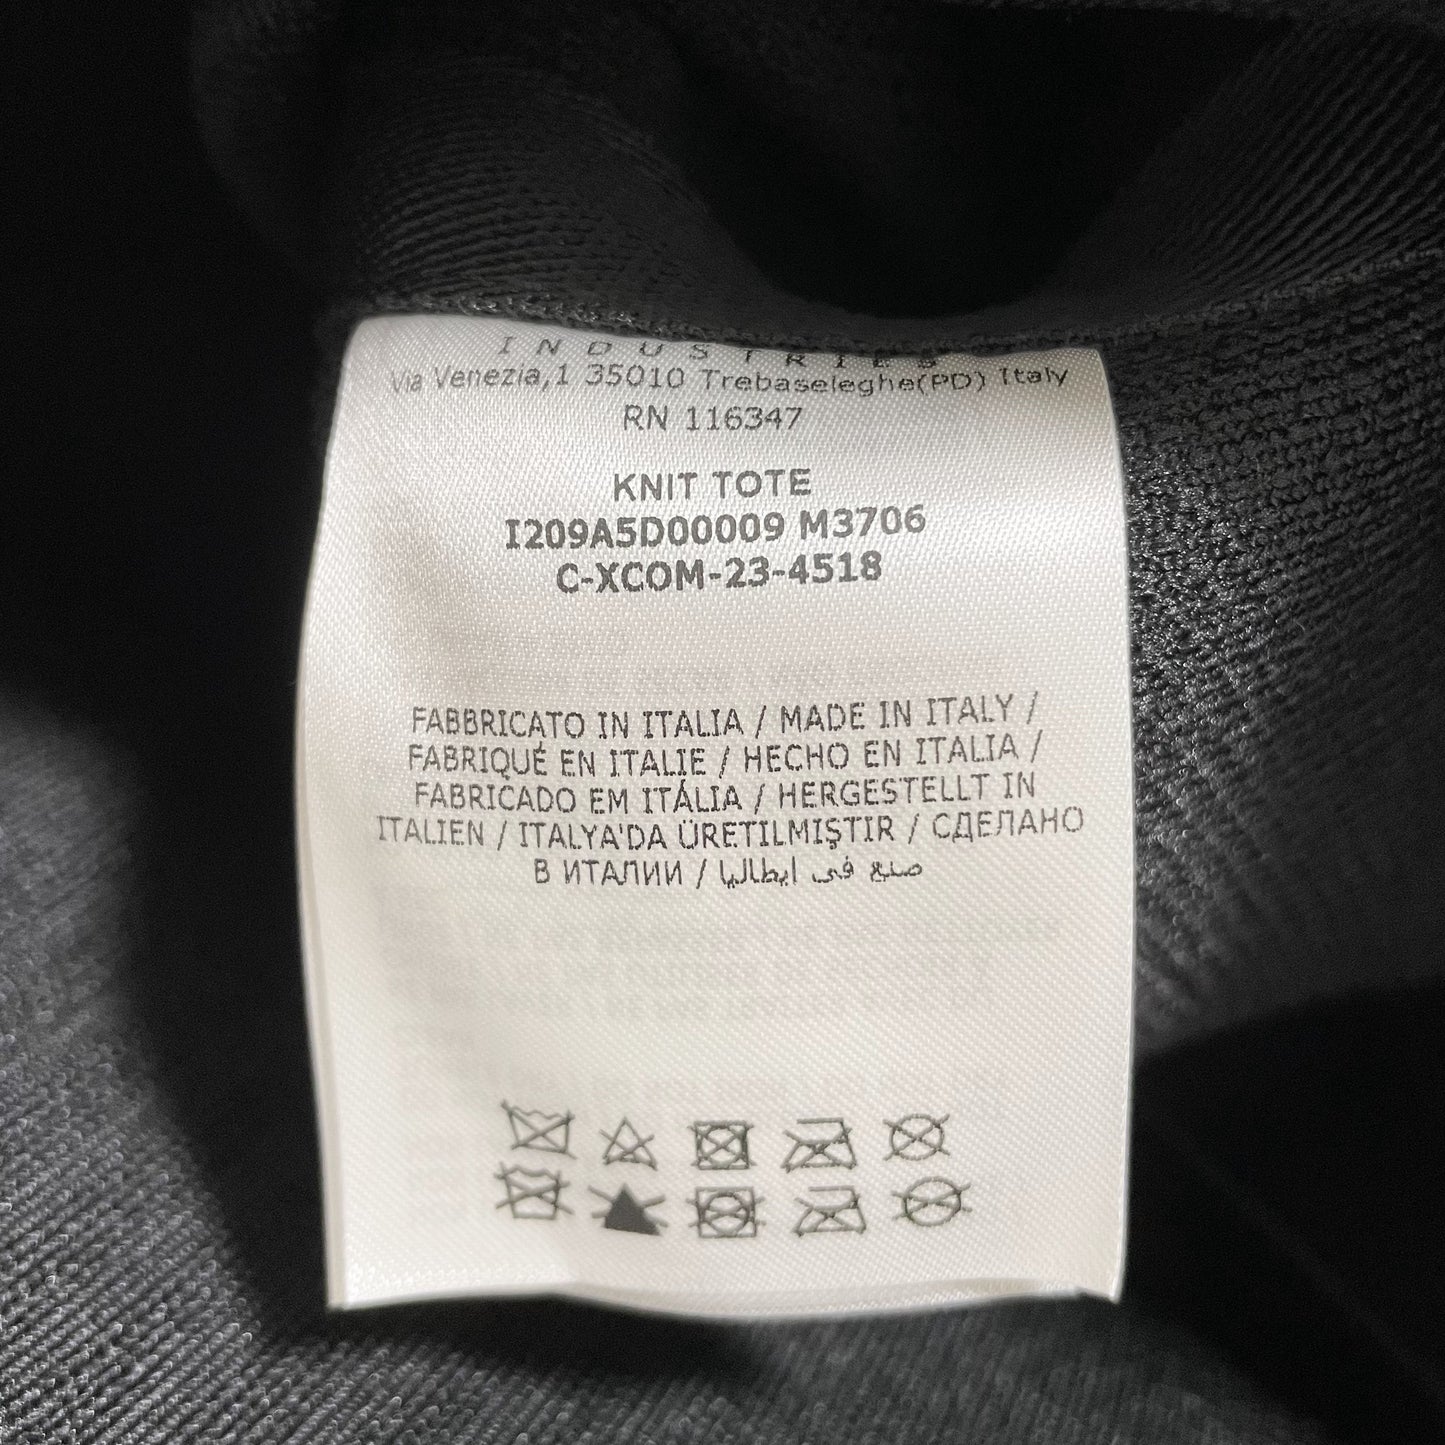 INDUSTRIES
Via Venezia,1 35010 Trebaseleghe(PD) Italy
RN 116347
KNIT TOTE
I209A5D00009 M3706
C-XCOM-23-4518
FABBRICATO IN ITALIA / MADE IN ITALY /
FABRIQUÉ EN ITALIE / HECHO EN ITALIA /
FABRICADO EM ITÁLIA / HERGESTELLT IN
ITALIEN / ITALYA'DA ÜRETILMIŞTIR / СДЕЛАНО
В ИТАЛИИ / صنع في ايطاليا